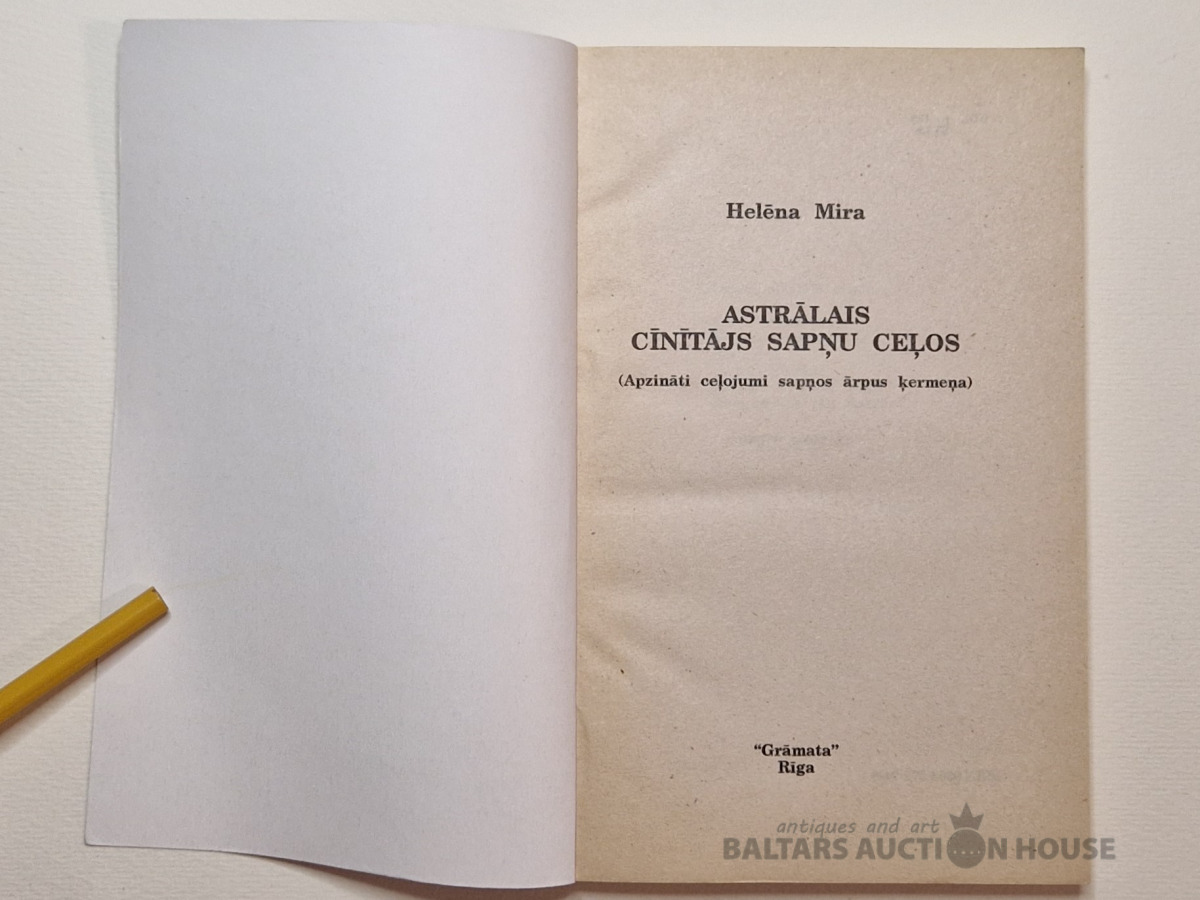 Helēna Mira
ASTRĀLAIS
CĪNĪTĀJS SAPŅU CEĻOS
(Apzināti ceļojumi sapņos ārpus ķermeņa)
“Grāmata”
Rīga
antiques and art
BALTARS AUCTION HOUSE